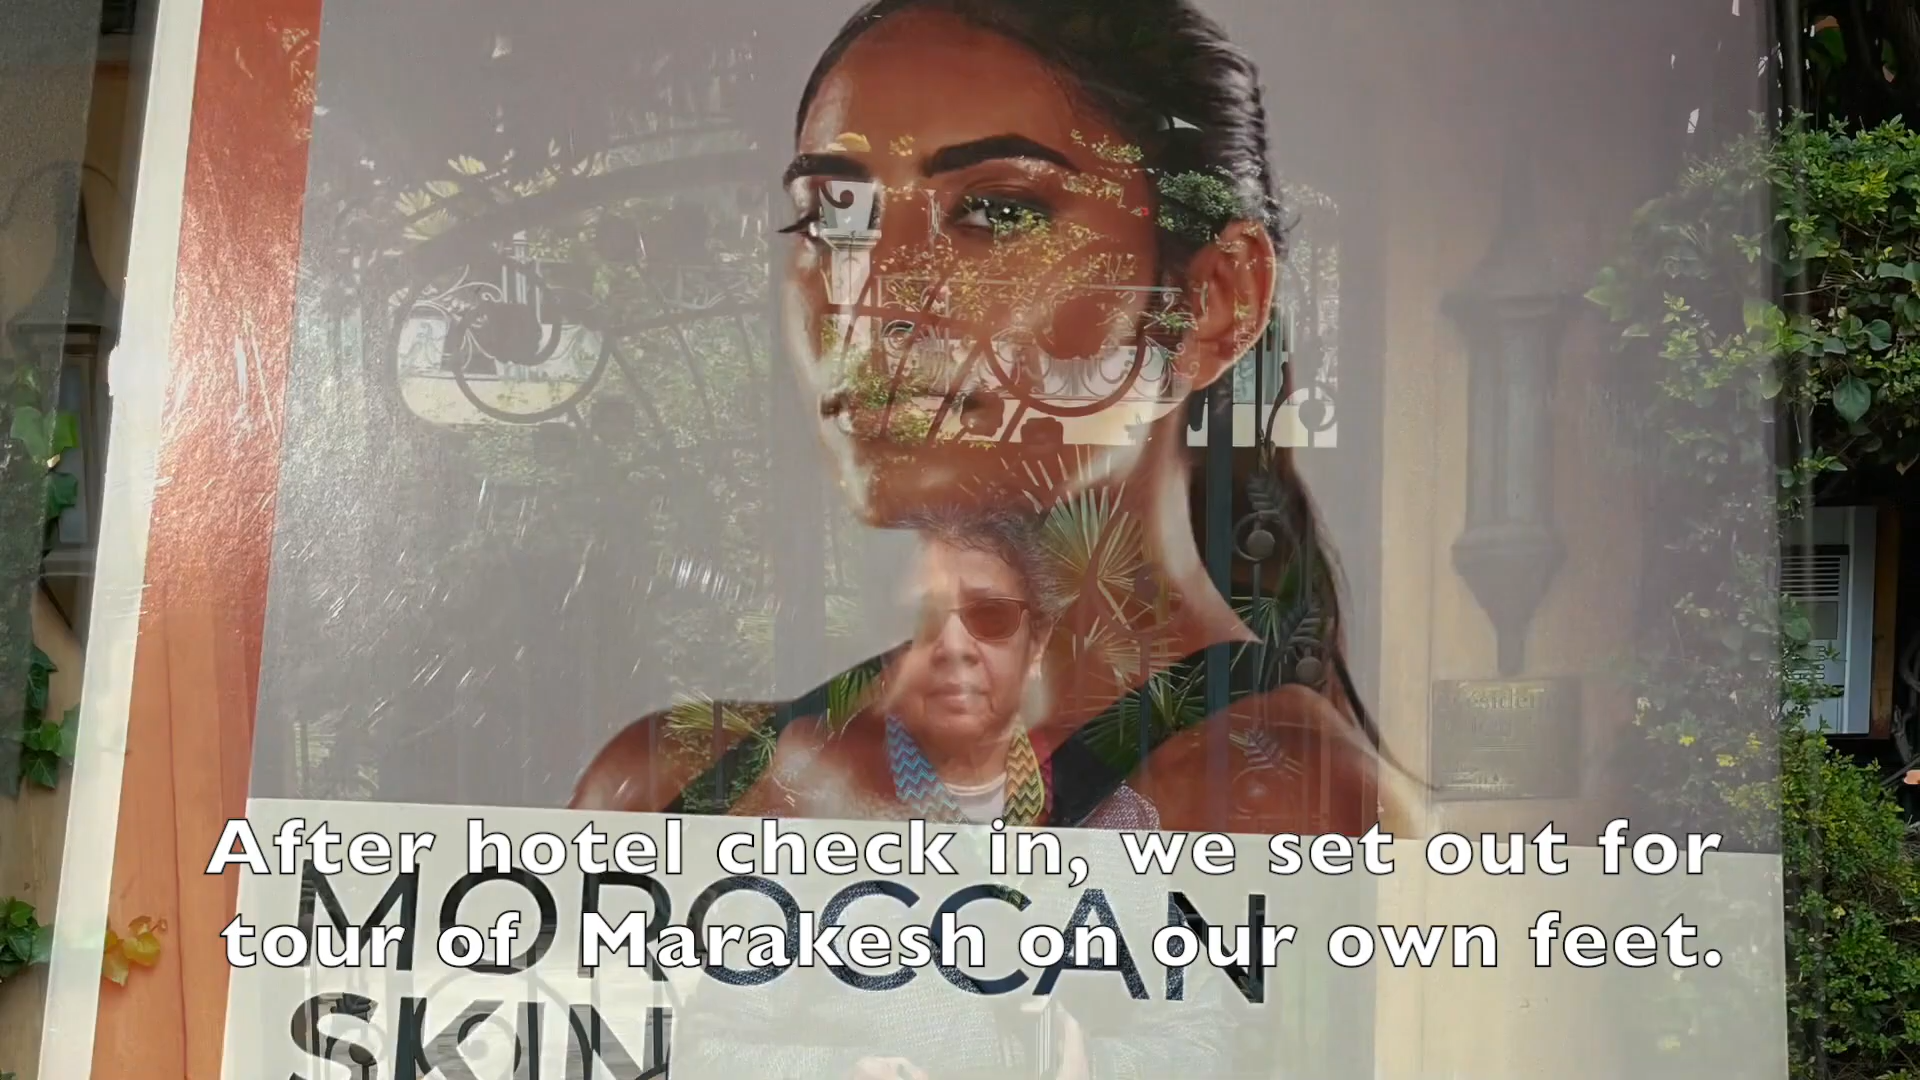 After hotel check in, we set out for
tour of Marakesh on our own feet.
MOROCCAN
SKIN